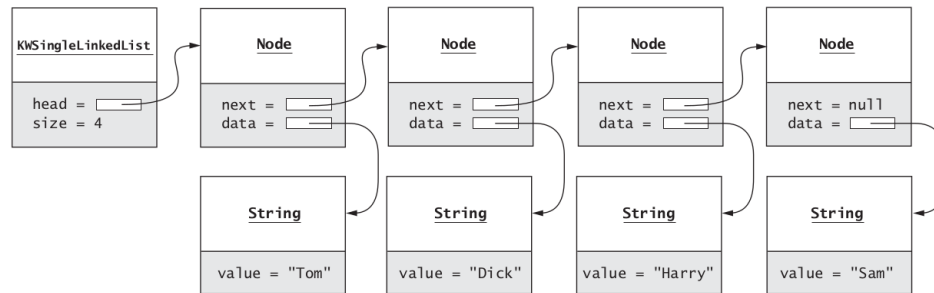 KWSingleLinkedList
head =
size = 4
Node
next =
data =
Node
next =
data =
Node
next =
data =
Node
next = null
data =
String
value = "Tom"
String
value = "Dick"
String
value = "Harry"
String
value = "Sam"